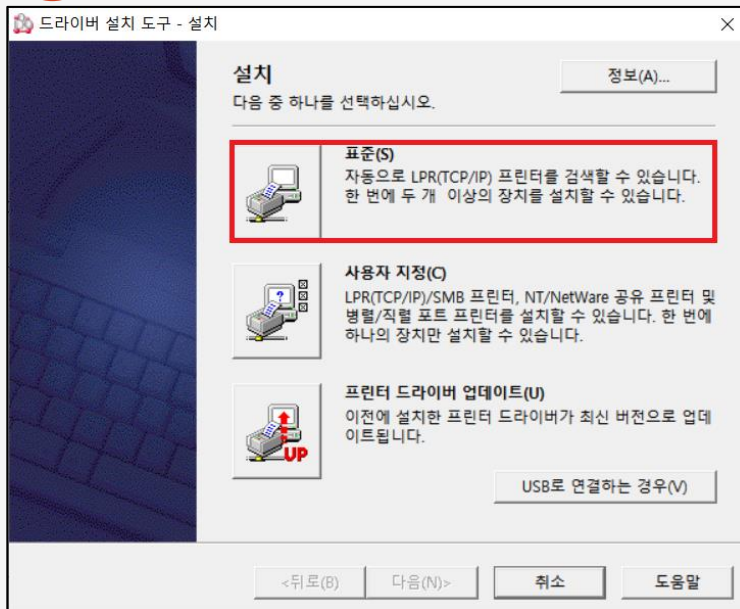 드라이버 설치 도구 - 설치
설치
정보(A)...
다음 중 하나를 선택하십시오.
표준(S)
자동으로 LPR(TCP/IP) 프린터를 검색할 수 있습니다.
한 번에 두 개 이상의 장치를 설치할 수 있습니다.
사용자 지정(C)
LPR(TCP/IP)/SMB 프린터, NT/NetWare 공유 프린터 및
병렬/직렬 포트 프린터를 설치할 수 있습니다. 한 번에
하나의 장치만 설치할 수 있습니다.
프린터 드라이버 업데이트(U)
이전에 설치한 프린터 드라이버가 최신 버전으로 업데
이트됩니다.
UP
USB로 연결하는 경우(V)
<뒤로(B)
다음(N)>
취소
도움말